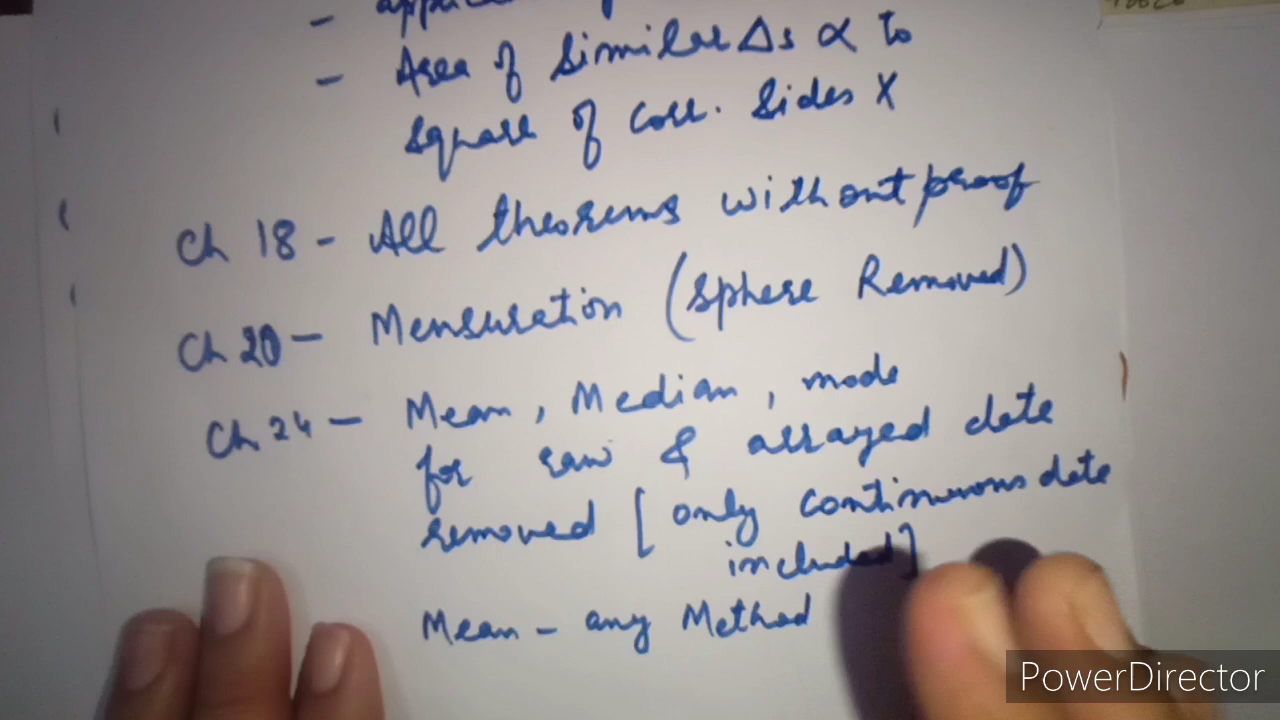 - Area of Similar Δs ∝ to
square of corr. sides X
Ch 18 - All theorems without proof
Ch 20 - Mensuration (Sphere Removed)
Ch 24 - Mean, Median, mode
for raw & arrayed data
removed [only continuous data
included]
Mean - any Method
PowerDirector